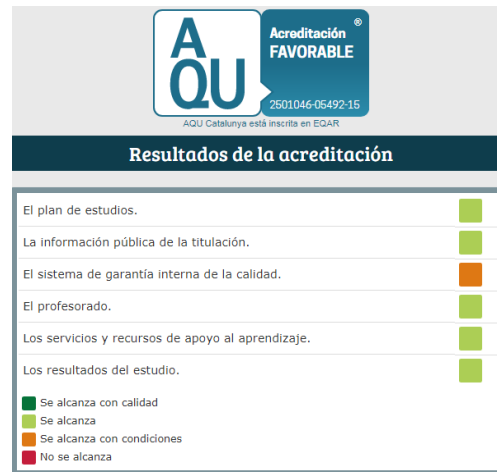 AQU
Acreditación ®
FAVORABLE
2501046-05492-15
AQU Catalunya está inscrita en EQAR
Resultados de la acreditación
El plan de estudios.
La información pública de la titulación.
El sistema de garantía interna de la calidad.
El profesorado.
Los servicios y recursos de apoyo al aprendizaje.
Los resultados del estudio.
Se alcanza con calidad
Se alcanza
Se alcanza con condiciones
No se alcanza